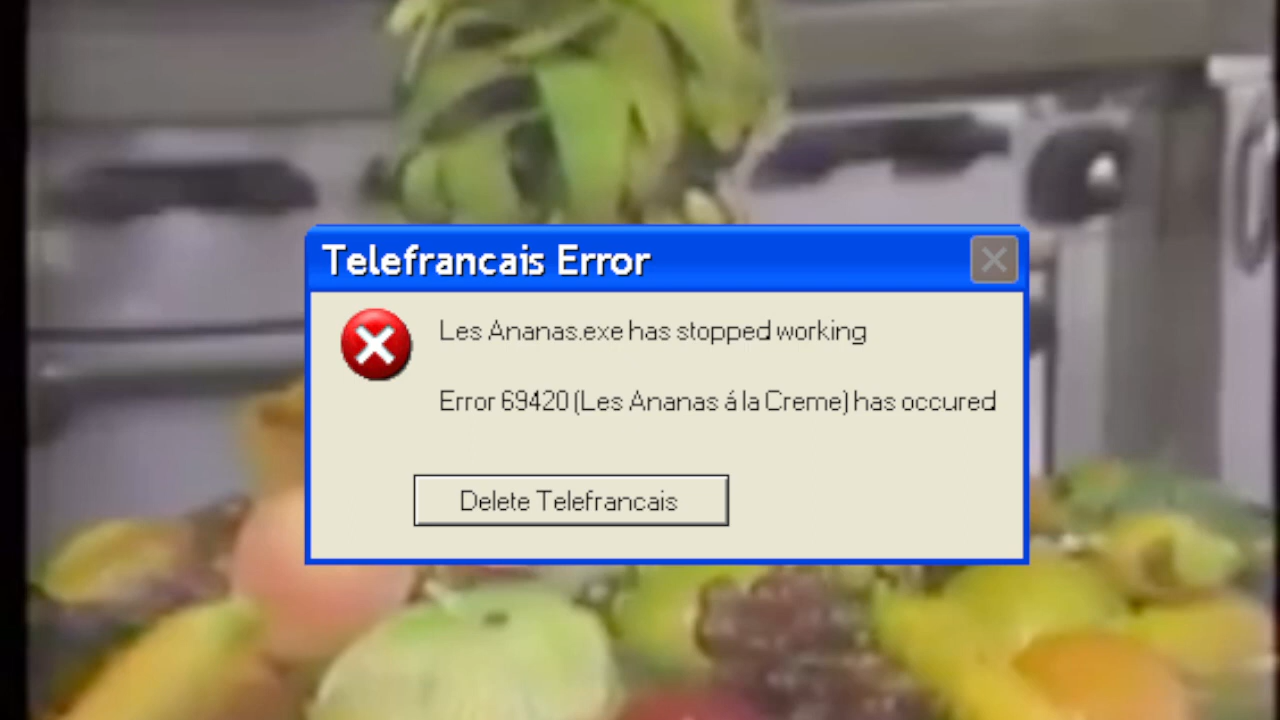 Telefrancais Error
Les Ananas.exe has stopped working
Error 69420 (Les Ananas á la Creme) has occured
Delete Telefrancais